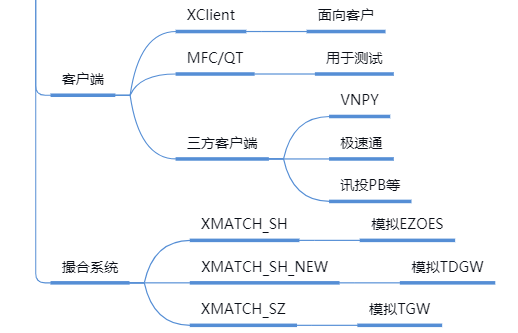 XClient
面向客户
MFC/QT
用于测试
客户端
VNPY
三方客户端
极速通
讯投PB等
XMATCH_SH
模拟EZOES
撮合系统
XMATCH_SH_NEW
模拟TDGW
XMATCH_SZ
模拟TGW